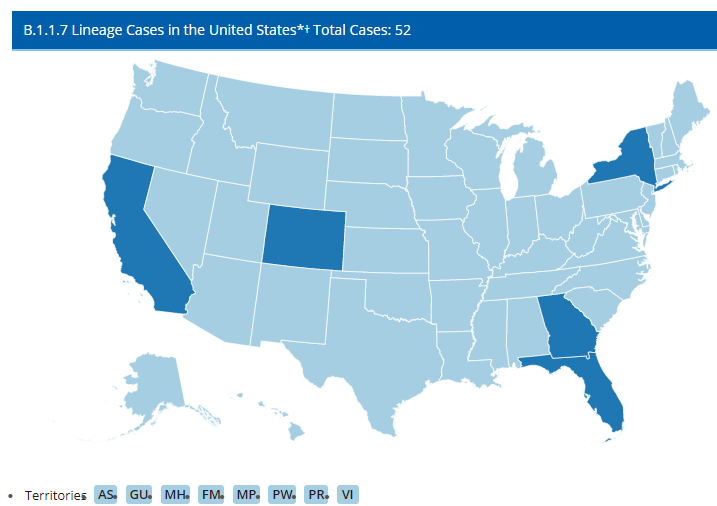 B.1.1.7 Lineage Cases in the United States*† Total Cases: 52
• Territories AS GU MH FM MP PW PR VI